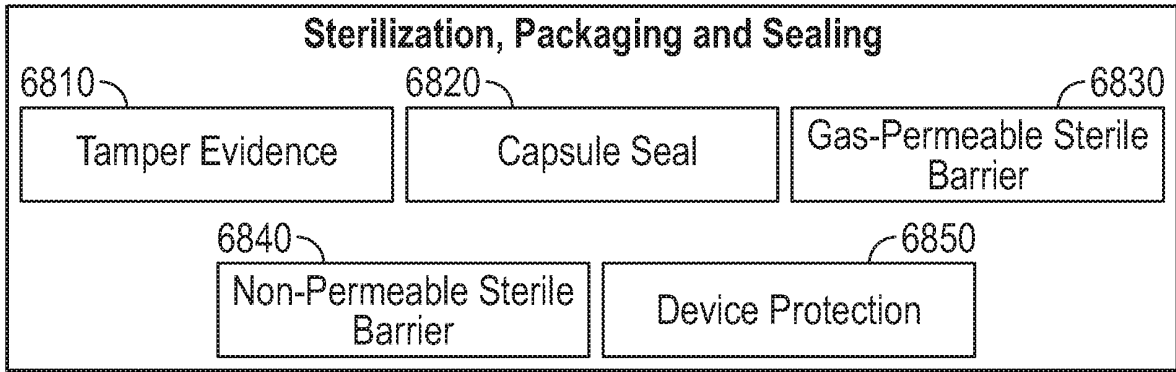 Sterilization, Packaging and Sealing
6810 6820 6830
Tamper Evidence Capsule Seal Gas-Permeable Sterile
Barrier
6840 6850
Non-Permeable Sterile Device Protection
Barrier